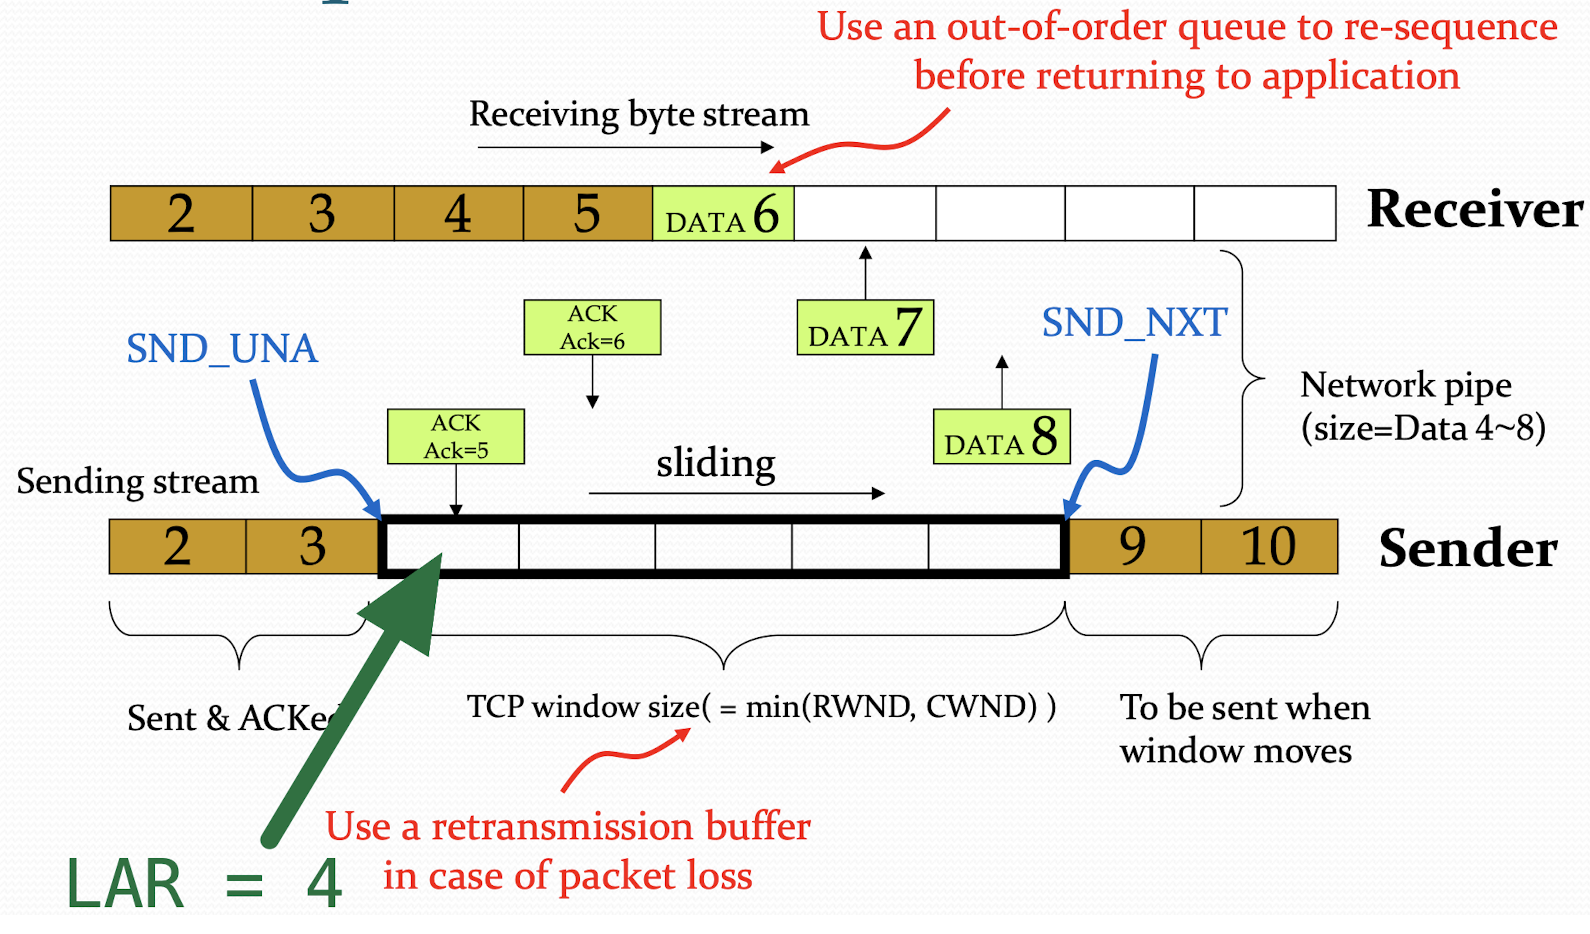 Use an out-of-order queue to re-sequence
before returning to application
Receiving byte stream
2 3 4 5 DATA 6
Receiver
ACK
Ack=6
DATA 7
SND_NXT
SND_UNA
Network pipe
(size=Data 4~8)
ACK
Ack=5
DATA 8
sliding
Sending stream
2 3 9 10
Sender
Sent & ACKed
TCP window size( = min(RWND, CWND) )
To be sent when
window moves
Use a retransmission buffer
in case of packet loss
LAR = 4